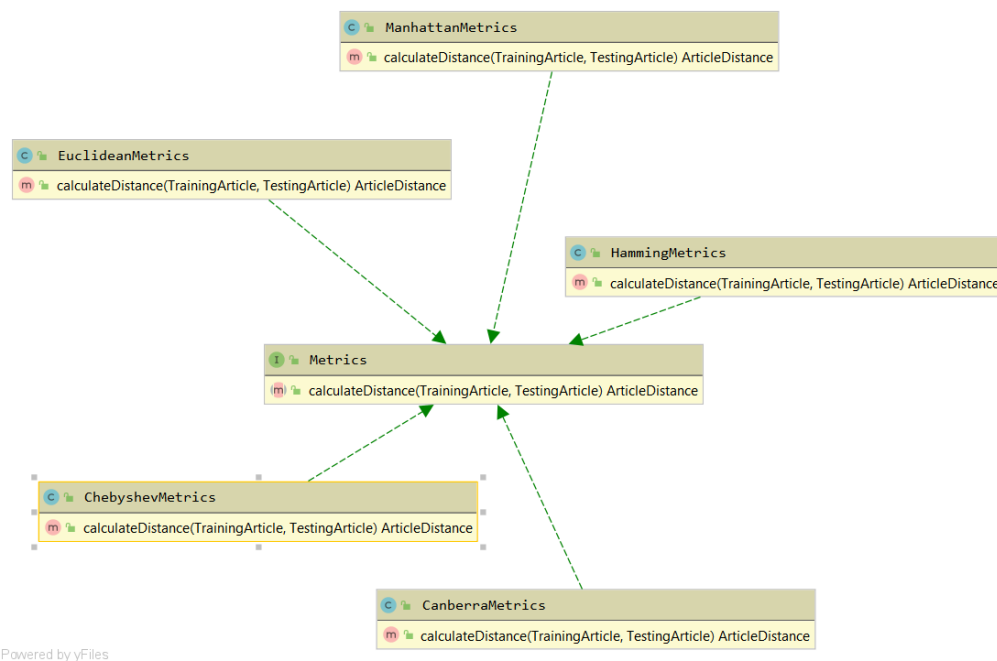 ManhattanMetrics
calculateDistance(TrainingArticle, TestingArticle) ArticleDistance
EuclideanMetrics
calculateDistance(TrainingArticle, TestingArticle) ArticleDistance
HammingMetrics
calculateDistance(TrainingArticle, TestingArticle) ArticleDistance
Metrics
calculateDistance(TrainingArticle, TestingArticle) ArticleDistance
ChebyshevMetrics
calculateDistance(TrainingArticle, TestingArticle) ArticleDistance
CanberraMetrics
calculateDistance(TrainingArticle, TestingArticle) ArticleDistance
Powered by yFiles